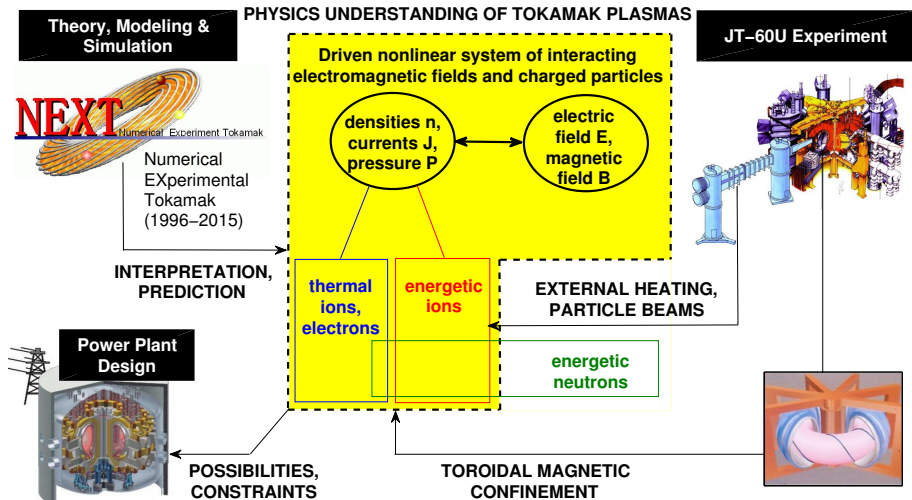 PHYSICS UNDERSTANDING OF TOKAMAK PLASMAS
Theory, Modeling &
Simulation
JT−60U Experiment
Driven nonlinear system of interacting
electromagnetic fields and charged particles
NEXT
Numerical Experiment Tokamak
Numerical
EXperimental
Tokamak
(1996−2015)
densities n,
currents J,
pressure P
electric
field E,
magnetic
field B
INTERPRETATION,
PREDICTION
thermal
ions,
electrons
energetic
ions
EXTERNAL HEATING,
PARTICLE BEAMS
energetic
neutrons
Power Plant
Design
POSSIBILITIES,
CONSTRAINTS
TOROIDAL MAGNETIC
CONFINEMENT